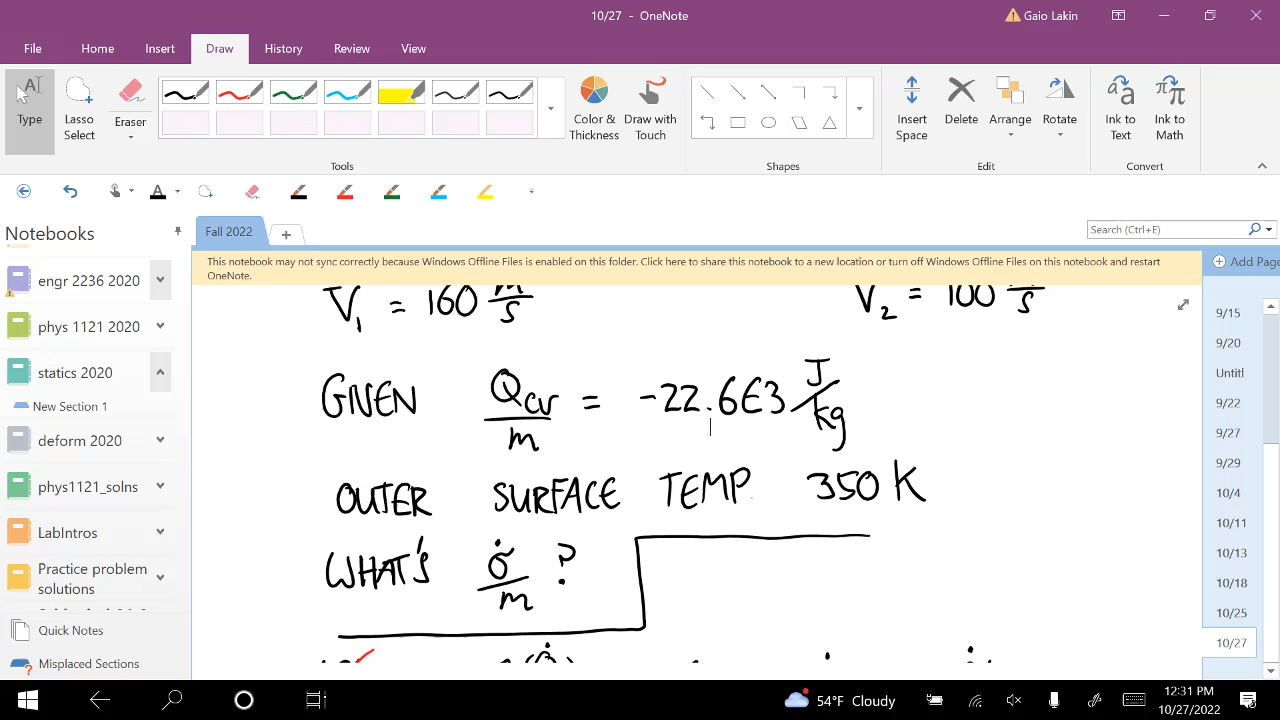 10/27 - OneNote
Gaio Lakin
File Home Insert Draw History Review View
Type
Lasso Select
Eraser
Color & Thickness
Draw with Touch
Insert Space
Delete
Arrange
Rotate
Ink to Text
Ink to Math
Tools
Shapes
Edit
Convert
Notebooks
Fall 2022
Search (Ctrl+E)
This notebook may not sync correctly because Windows Offline Files is enabled on this folder. Click here to share this notebook to a new location or turn off Windows Offline Files on this notebook and restart
OneNote.
Add Page
engr 2236 2020
phys 1121 2020
statics 2020
New Section 1
deform 2020
phys1121_solns
LabIntros
Practice problem
solutions
Quick Notes
Misplaced Sections
V₁ = 160 m/s
V₂ = 100 m/s
GIVEN Q_cv/m = -22.6E3 J/kg
OUTER SURFACE TEMP. 350 K
WHAT'S σ̇/m ?
9/15
9/20
Untitl
9/22
9/27
9/29
10/4
10/11
10/13
10/18
10/25
10/27
54°F Cloudy
12:31 PM
10/27/2022